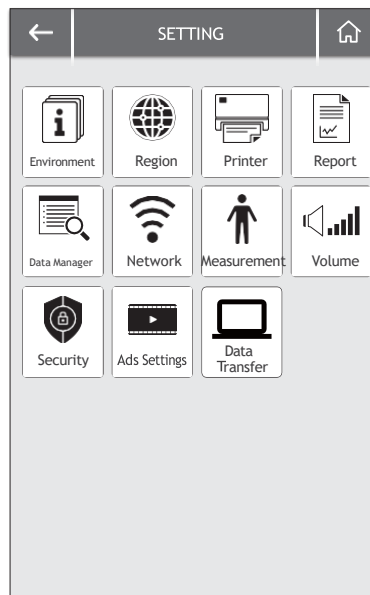 SETTING
Environment
Region
Printer
Report
Data Manager
Network
Measurement
Volume
Security
Ads Settings
Data
Transfer